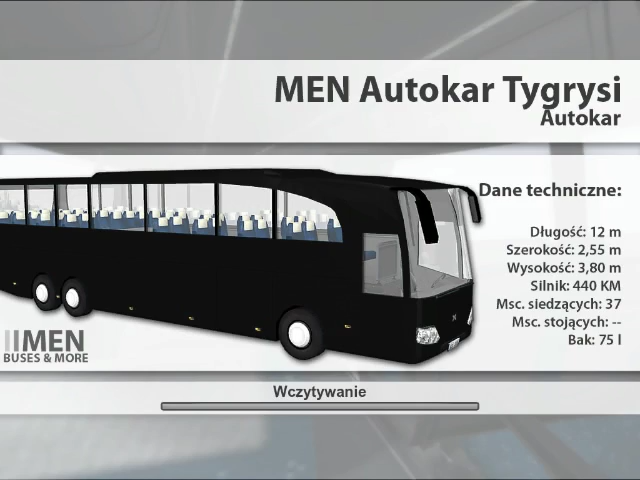 MEN Autokar Tygrysi
Autokar
Dane techniczne:
Długość: 12 m
Szerokość: 2,55 m
Wysokość: 3,80 m
Silnik: 440 KM
Msc. siedzących: 37
Msc. stojących: --
Bak: 75 l
MEN
BUSES & MORE
Wczytywanie